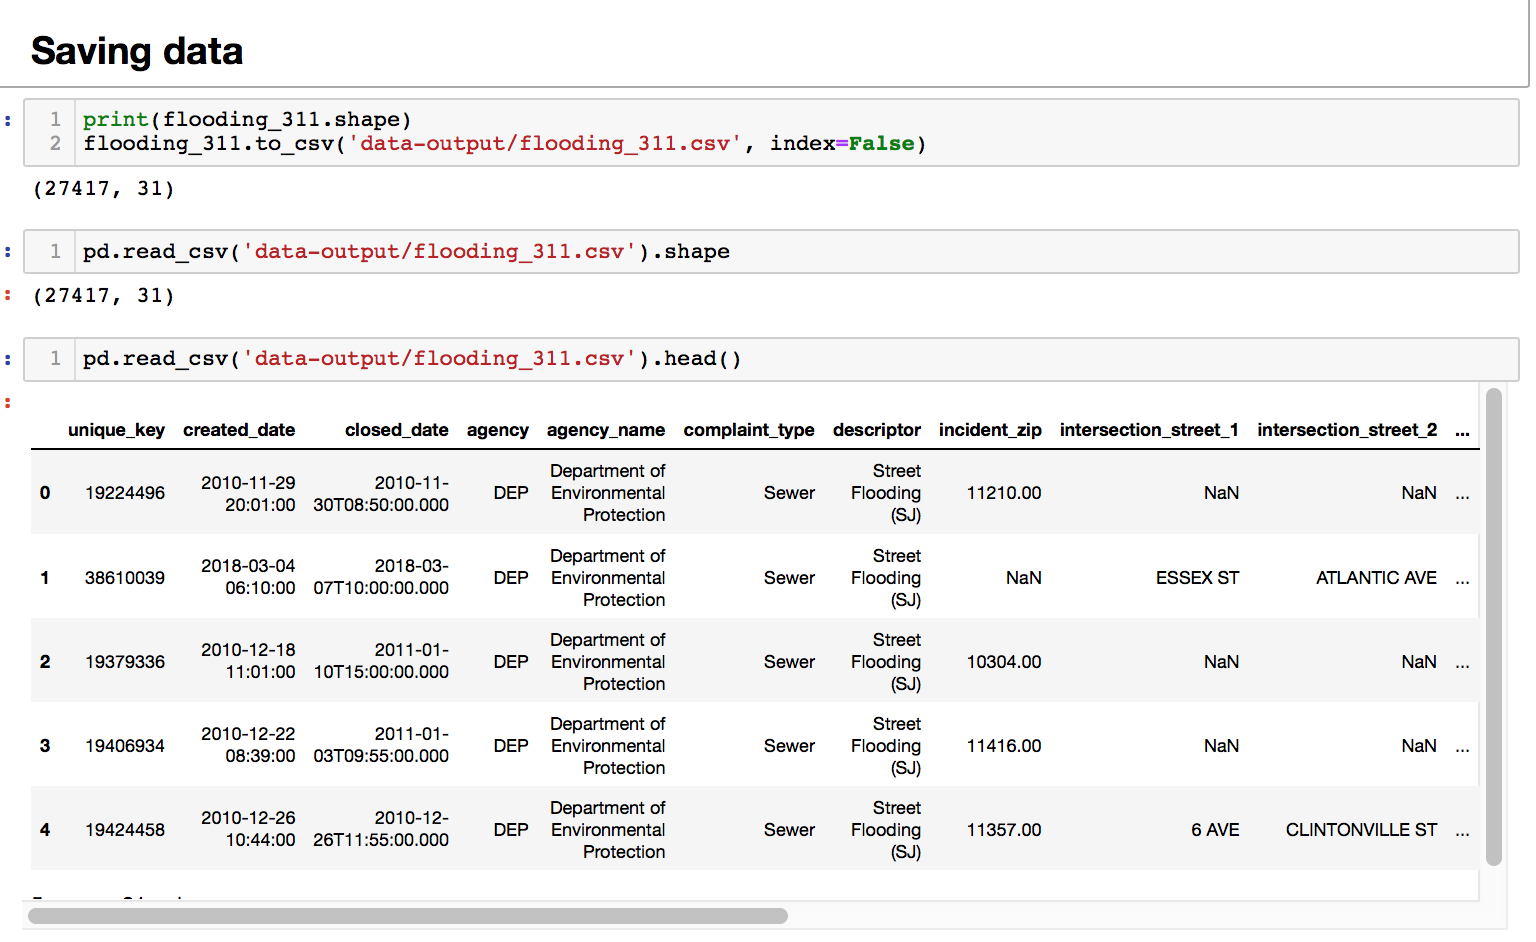 Saving data
:
1 print(flooding_311.shape)
2 flooding_311.to_csv('data-output/flooding_311.csv', index=False)
(27417, 31)
:
1 pd.read_csv('data-output/flooding_311.csv').shape
:
(27417, 31)
:
1 pd.read_csv('data-output/flooding_311.csv').head()
:
unique_key created_date closed_date agency agency_name complaint_type descriptor incident_zip intersection_street_1 intersection_street_2 ...
Department of Street
2010-11-29 2010-11-
0 19224496 DEP Environmental Sewer Flooding 11210.00 NaN NaN ...
20:01:00 30T08:50:00.000
Protection (SJ)
Department of Street
2018-03-04 2018-03-
1 38610039 DEP Environmental Sewer Flooding NaN ESSEX ST ATLANTIC AVE ...
06:10:00 07T10:00:00.000
Protection (SJ)
Department of Street
2010-12-18 2011-01-
2 19379336 DEP Environmental Sewer Flooding 10304.00 NaN NaN ...
11:01:00 10T15:00:00.000
Protection (SJ)
Department of Street
2010-12-22 2011-01-
3 19406934 DEP Environmental Sewer Flooding 11416.00 NaN NaN ...
08:39:00 03T09:55:00.000
Protection (SJ)
Department of Street
2010-12-26 2010-12-
4 19424458 DEP Environmental Sewer Flooding 11357.00 6 AVE CLINTONVILLE ST ...
10:44:00 26T11:55:00.000
Protection (SJ)